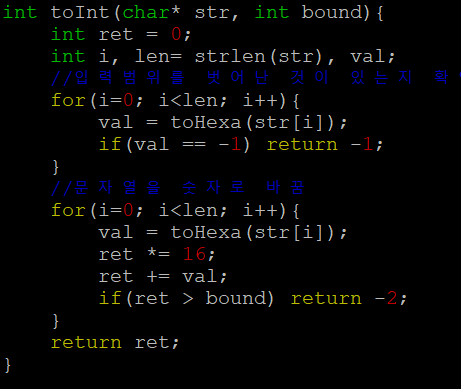 int toInt(char* str, int bound){
    int ret = 0;
    int i, len= strlen(str), val;
    //입력범위를 벗어난 것이 있는지 확
    for(i=0; i<len; i++){
        val = toHexa(str[i]);
        if(val == -1) return -1;
    }
    //문자열을 숫자로 바꿈
    for(i=0; i<len; i++){
        val = toHexa(str[i]);
        ret *= 16;
        ret += val;
        if(ret > bound) return -2;
    }
    return ret;
}